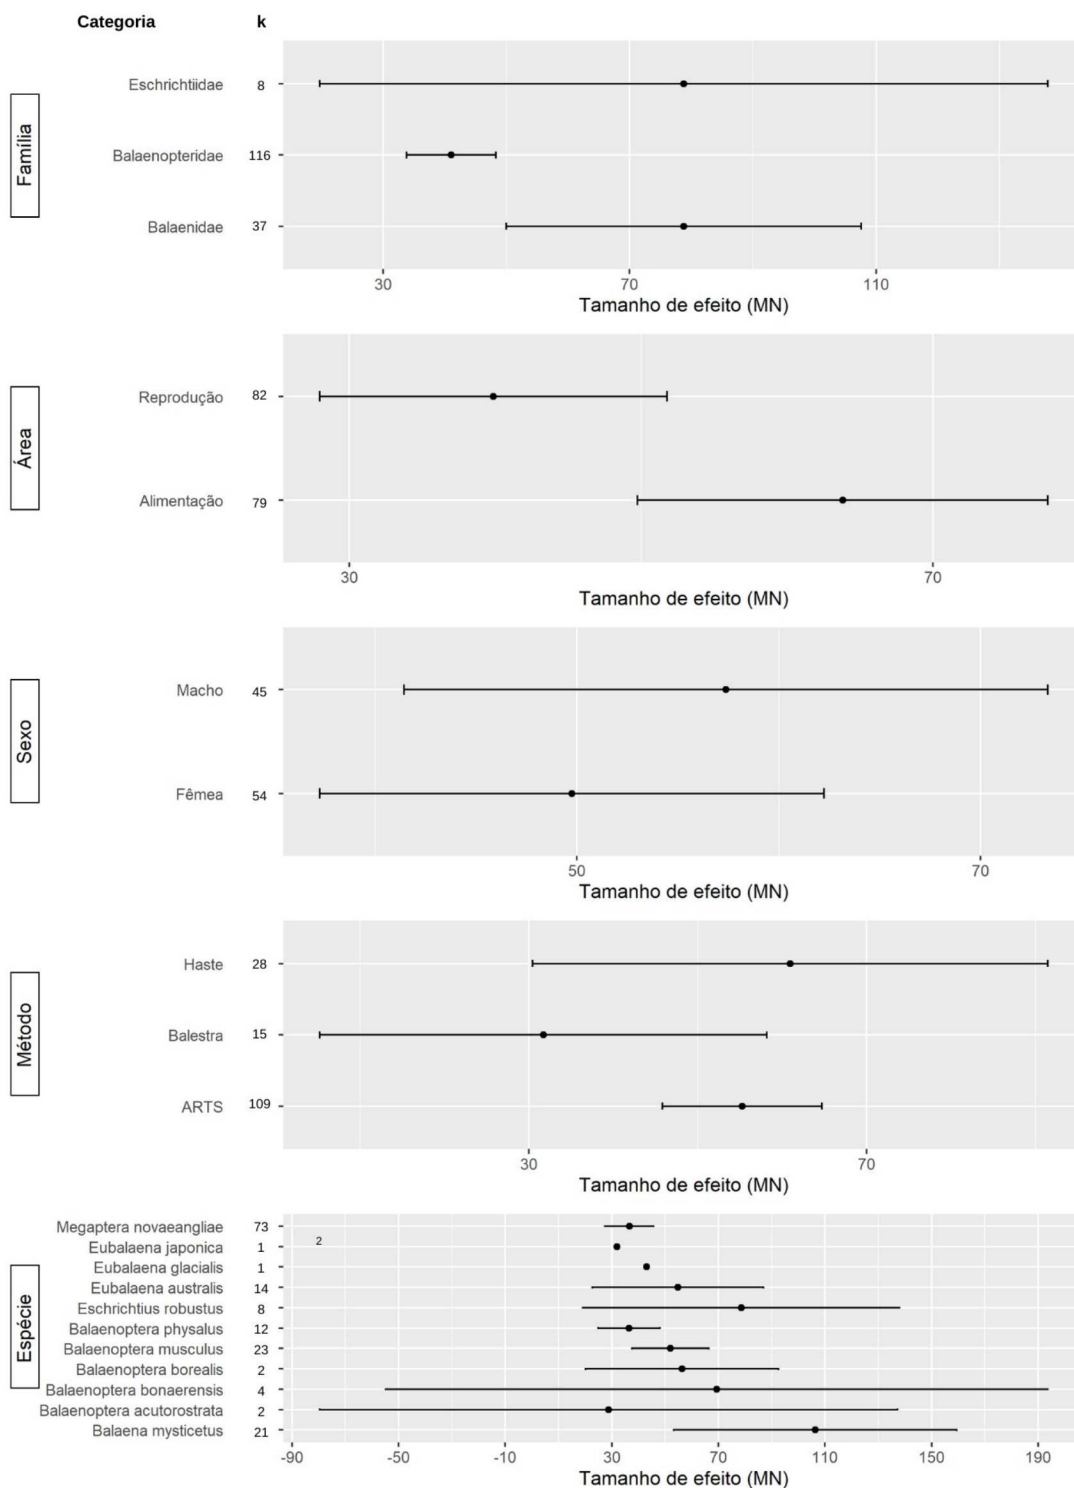 Categoria k
Família
Eschrichtiidae 8
Balaenopteridae 116
Balaenidae 37
30 70 110
Tamanho de efeito (MN)
Área
Reprodução 82
Alimentação 79
30 70
Tamanho de efeito (MN)
Sexo
Macho 45
Fêmea 54
50 70
Tamanho de efeito (MN)
Método
Haste 28
Balestra 15
ARTS 109
30 70
Tamanho de efeito (MN)
Espécie
Megaptera novaeangliae 73
2
Eubalaena japonica 1
Eubalaena glacialis 1
Eubalaena australis 14
Eschrichtius robustus 8
Balaenoptera physalus 12
Balaenoptera musculus 23
Balaenoptera borealis 2
Balaenoptera bonaerensis 4
Balaenoptera acutorostrata 2
Balaena mysticetus 21
-90 -50 -10 30 70 110 150 190
Tamanho de efeito (MN)